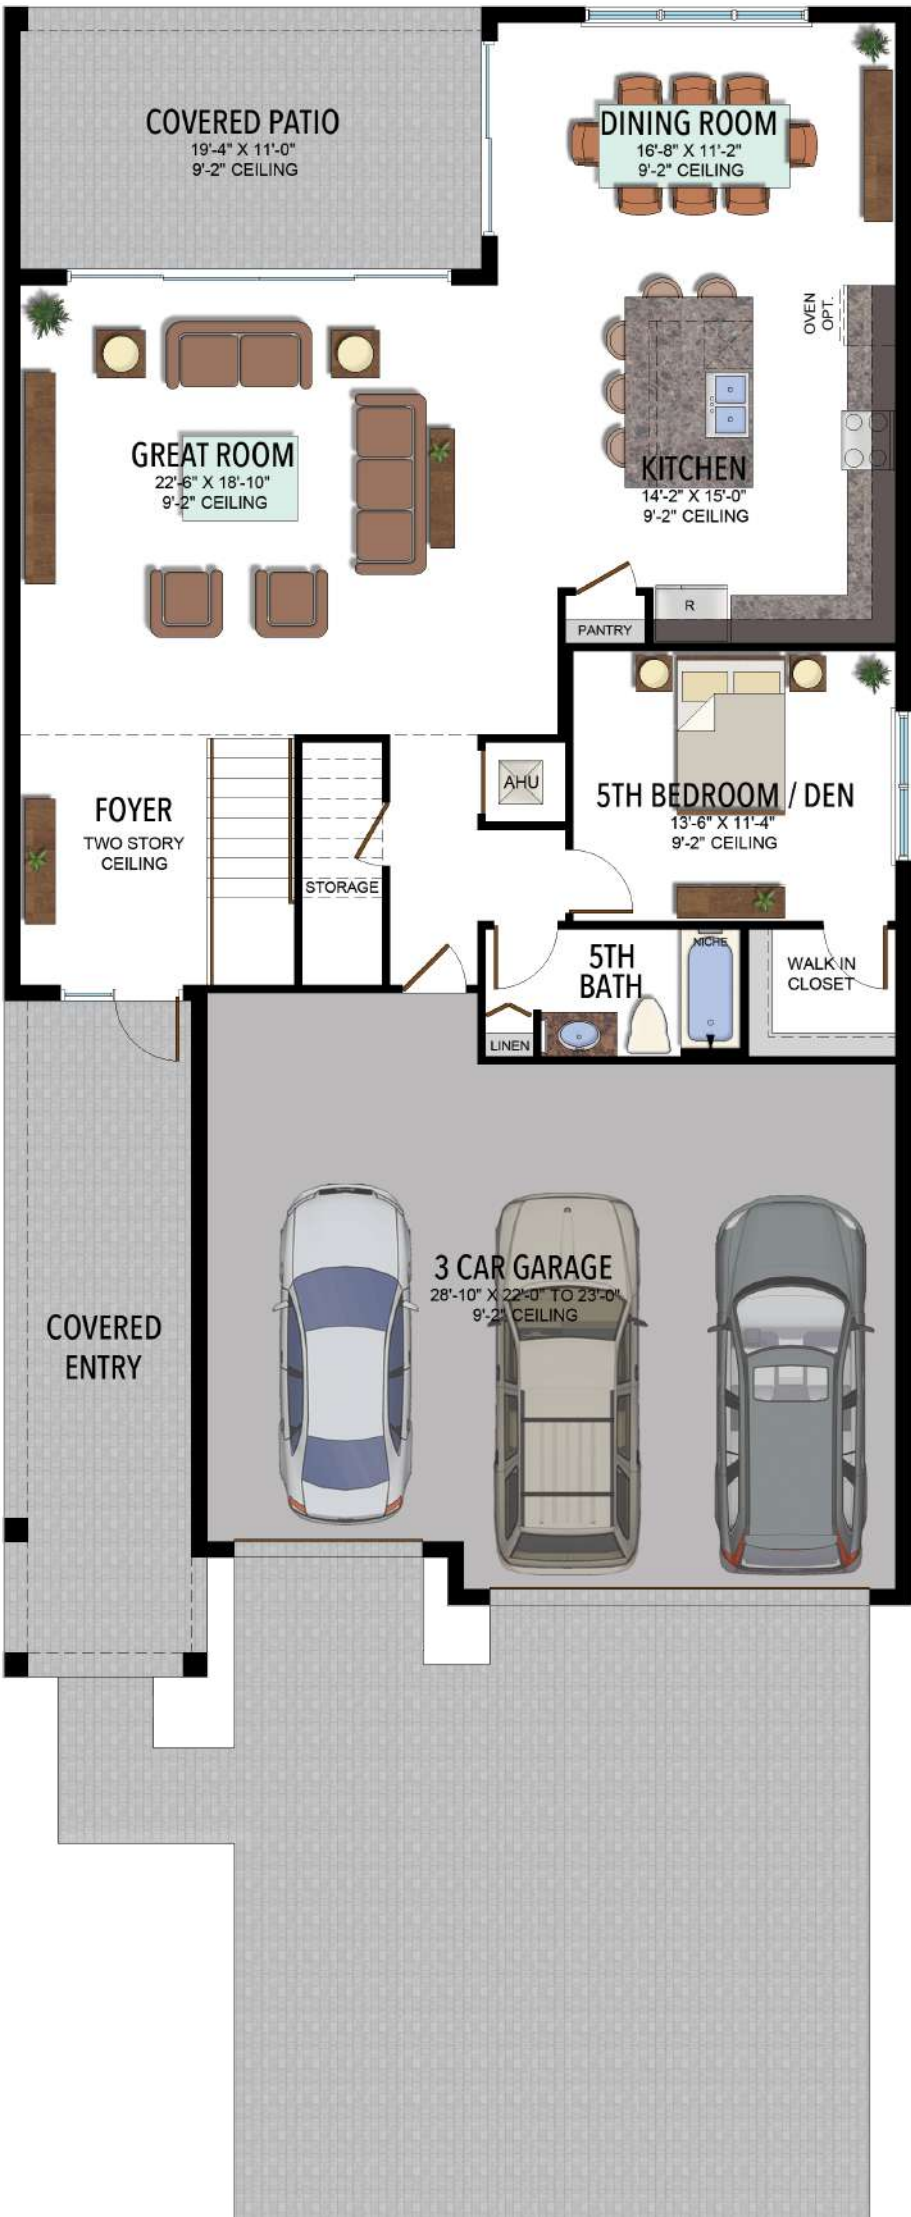 COVERED PATIO
19'-4" X 11'-0"
9'-2" CEILING
DINING ROOM
16'-8" X 11'-2"
9'-2" CEILING
OVEN
OPT.
GREAT ROOM
22'-6" X 18'-10"
9'-2" CEILING
KITCHEN
14'-2" X 15'-0"
9'-2" CEILING
R
PANTRY
AHU
5TH BEDROOM / DEN
13'-6" X 11'-4"
9'-2" CEILING
FOYER
TWO STORY
CEILING
STORAGE
5TH
BATH
NICHE
WALK IN
CLOSET
LINEN
3 CAR GARAGE
28'-10" X 22'-0" TO 23'-0"
9'-2" CEILING
COVERED
ENTRY